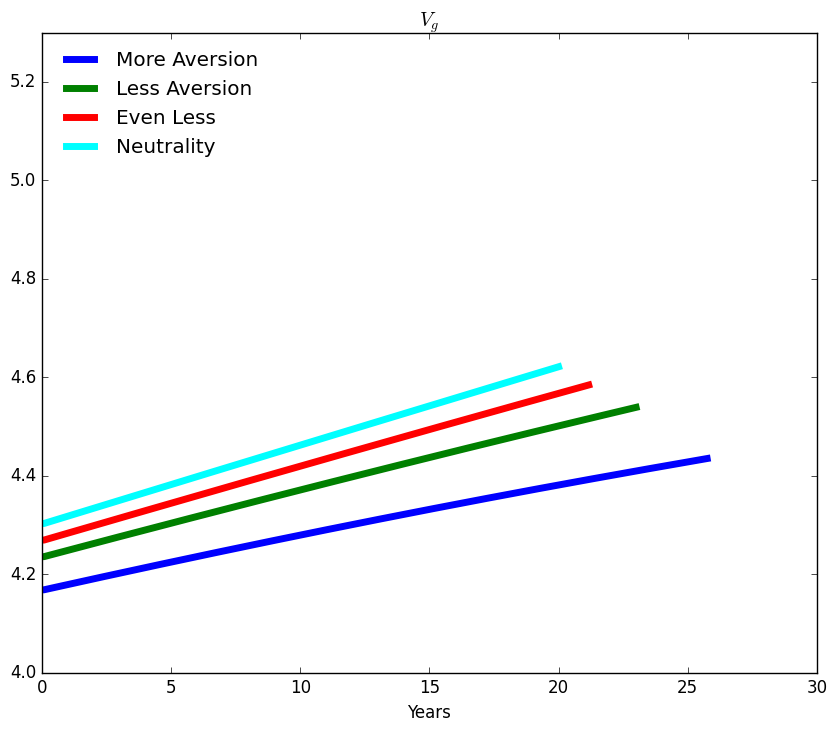 V_g
5.2
5.0
4.8
4.6
4.4
4.2
4.0
More Aversion
Less Aversion
Even Less
Neutrality
0 5 10 15 20 25 30
Years